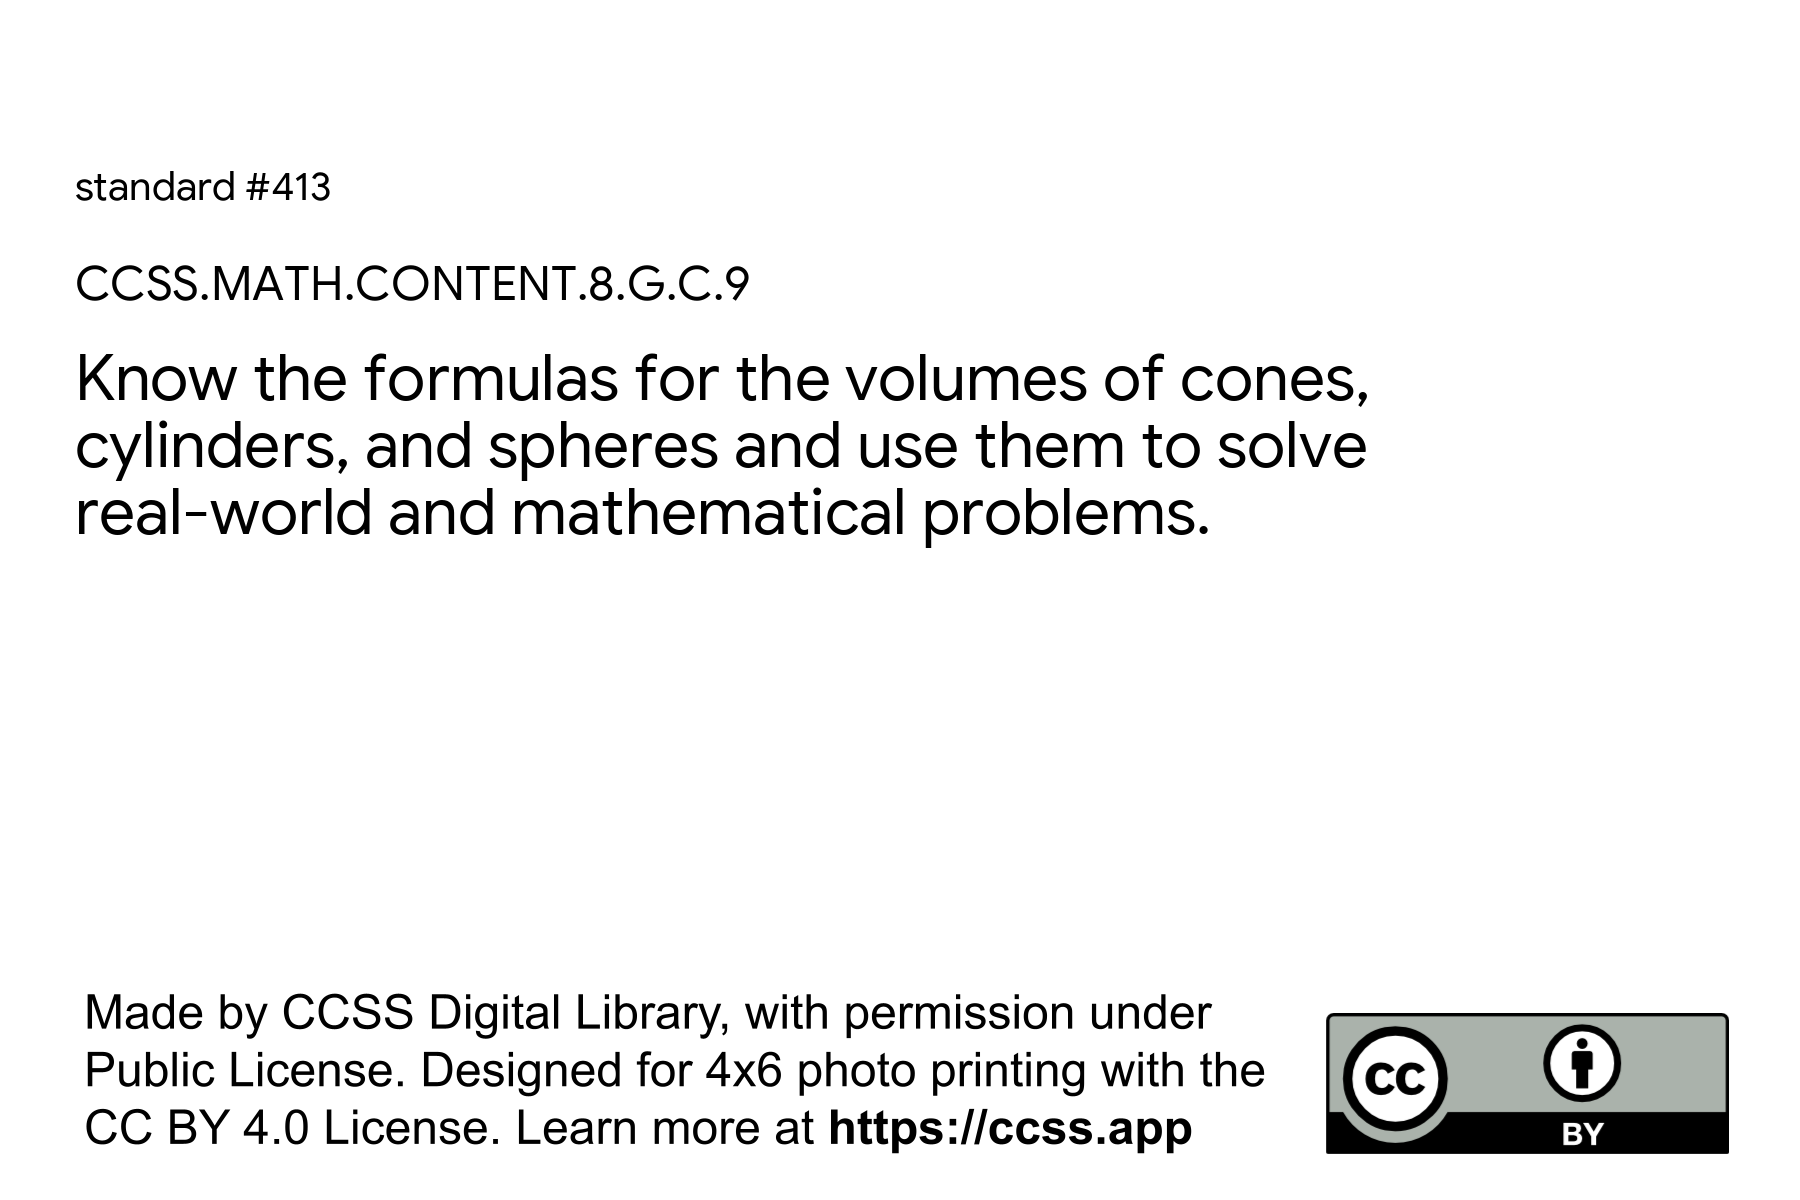 standard #413
CCSS.MATH.CONTENT.8.G.C.9
Know the formulas for the volumes of cones,
cylinders, and spheres and use them to solve
real-world and mathematical problems.
Made by CCSS Digital Library, with permission under
Public License. Designed for 4x6 photo printing with the
CC BY 4.0 License. Learn more at https://ccss.app
CC
BY